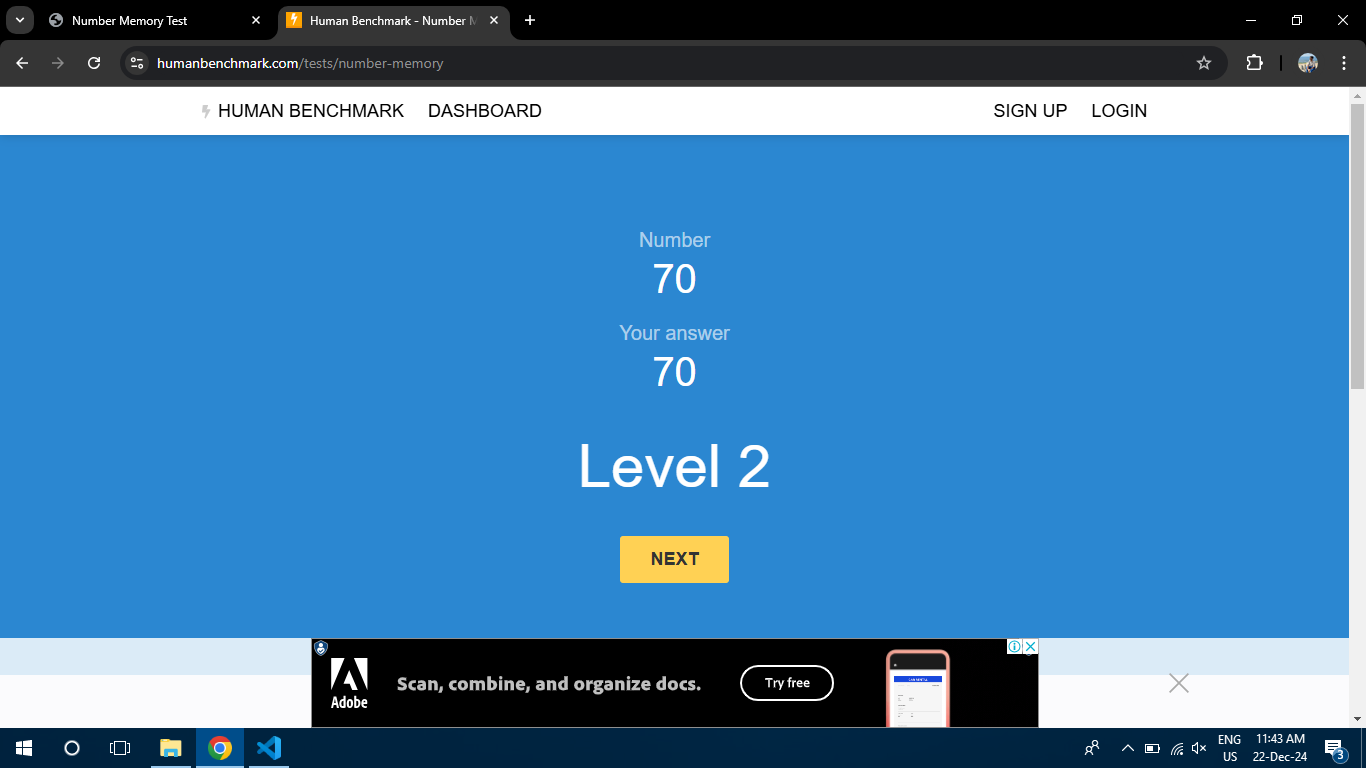 Number Memory Test
Human Benchmark - Number M
humanbenchmark.com/tests/number-memory
HUMAN BENCHMARK DASHBOARD SIGN UP LOGIN
Number
70
Your answer
70
Level 2
NEXT
Adobe
Scan, combine, and organize docs.
Try free
ENG
US
11:43 AM
22-Dec-24
3